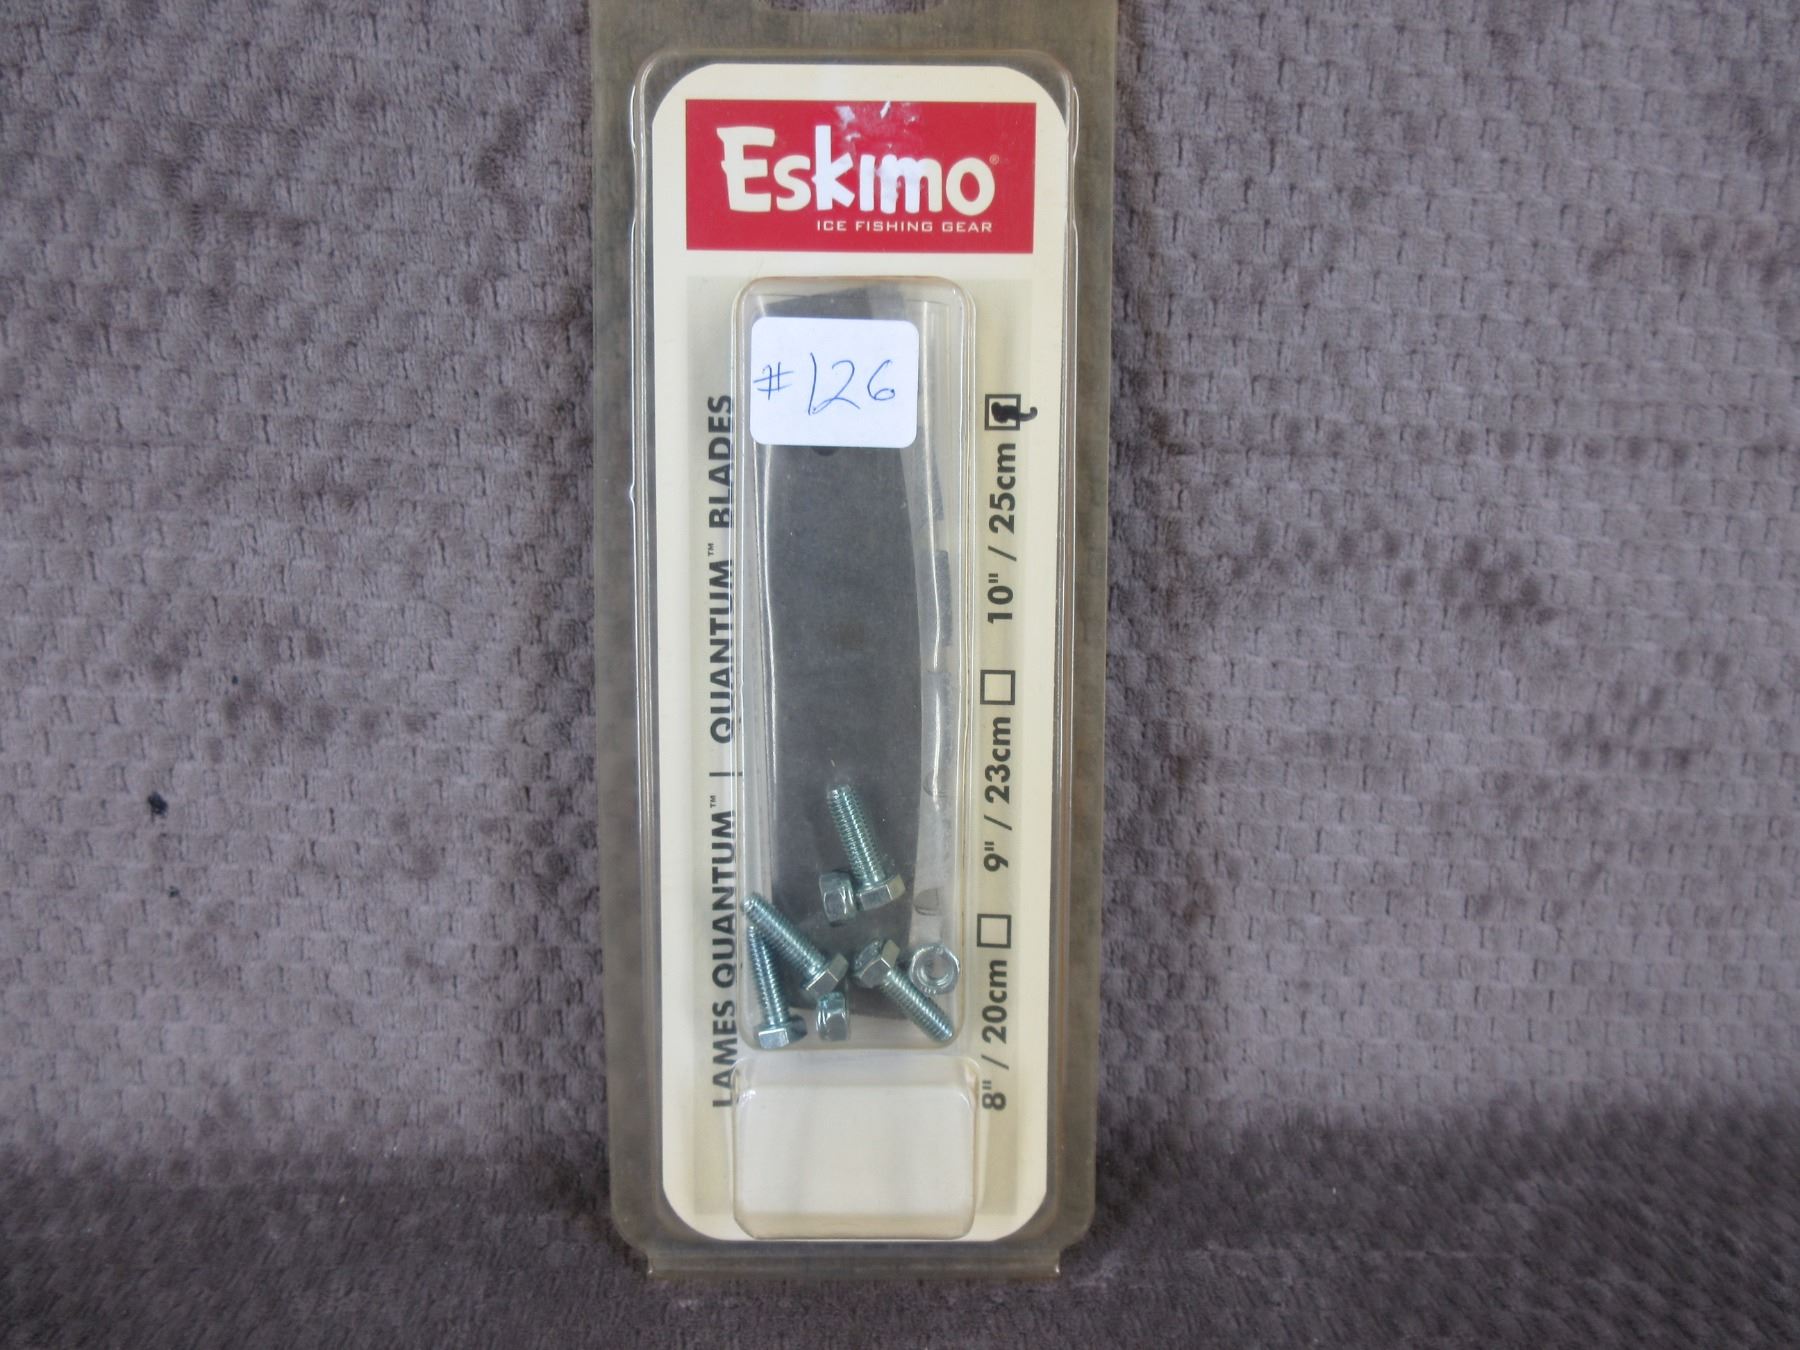 Eskimo®
ICE FISHING GEAR
#126
LAMES QUANTUM™ | QUANTUM™ BLADES
8" / 20cm 9" / 23cm 10" / 25cm